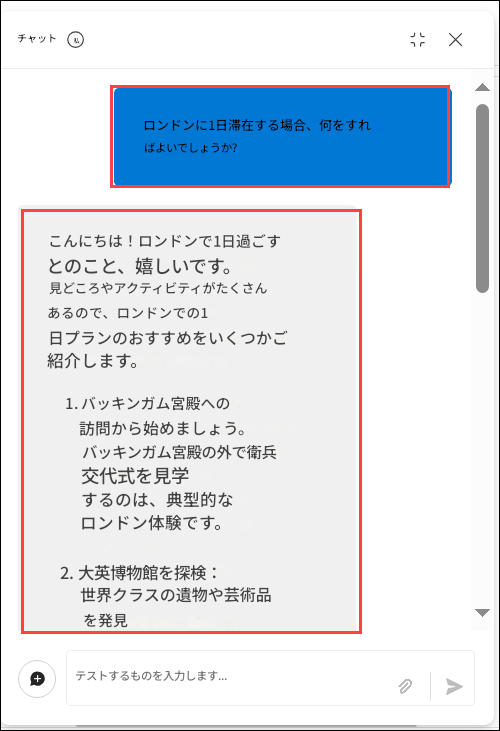 チャット
私
ロンドンに1日滞在する場合、何をすれ
ばよいでしょうか?
こんにちは！ロンドンで1日過ごす
とのこと、嬉しいです。
見どころやアクティビティがたくさん
あるので、ロンドンでの1
日プランのおすすめをいくつかご
紹介します。
1. バッキンガム宮殿への
訪問から始めましょう。
バッキンガム宮殿の外で衛兵
交代式を見学
するのは、典型的な
ロンドン体験です。
2. 大英博物館を探検：
世界クラスの遺物や芸術品
を発見
テストするものを入力します...